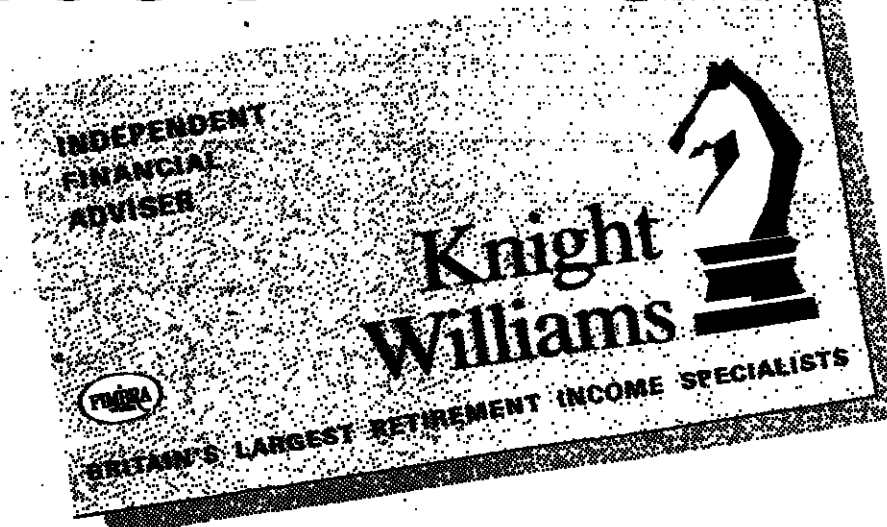 INDEPENDENT
FINANCIAL
ADVISER
Knight
Williams
FIMBRA
BRITAIN'S LARGEST RETIREMENT INCOME SPECIALISTS